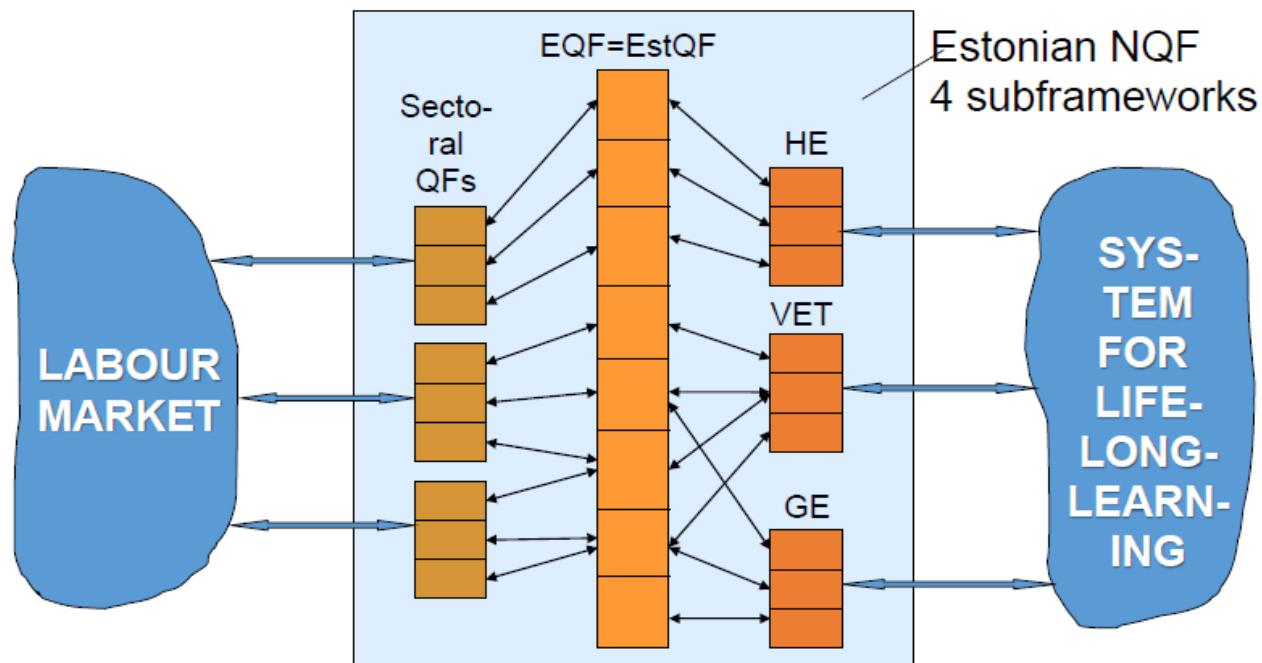 EQF=EstQF
Estonian NQF
4 subframeworks
Secto-
ral
QFs
HE
LABOUR
MARKET
VET
GE
SYS-
TEM
FOR
LIFE-
LONG-
LEARN-
ING